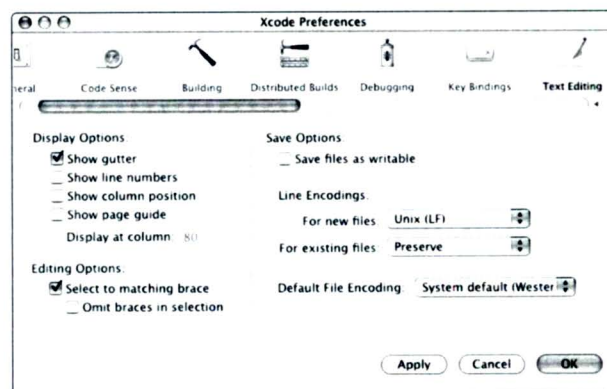 Xcode Preferences
neral Code Sense Building Distributed Builds Debugging Key Bindings Text Editing
Display Options
Show gutter
Show line numbers
Show column position
Show page guide
Display at column: 80
Editing Options:
Select to matching brace
Omit braces in selection
Save Options
Save files as writable
Line Encodings:
For new files: Unix (LF)
For existing files: Preserve
Default File Encoding: System default (Wester
Apply Cancel OK